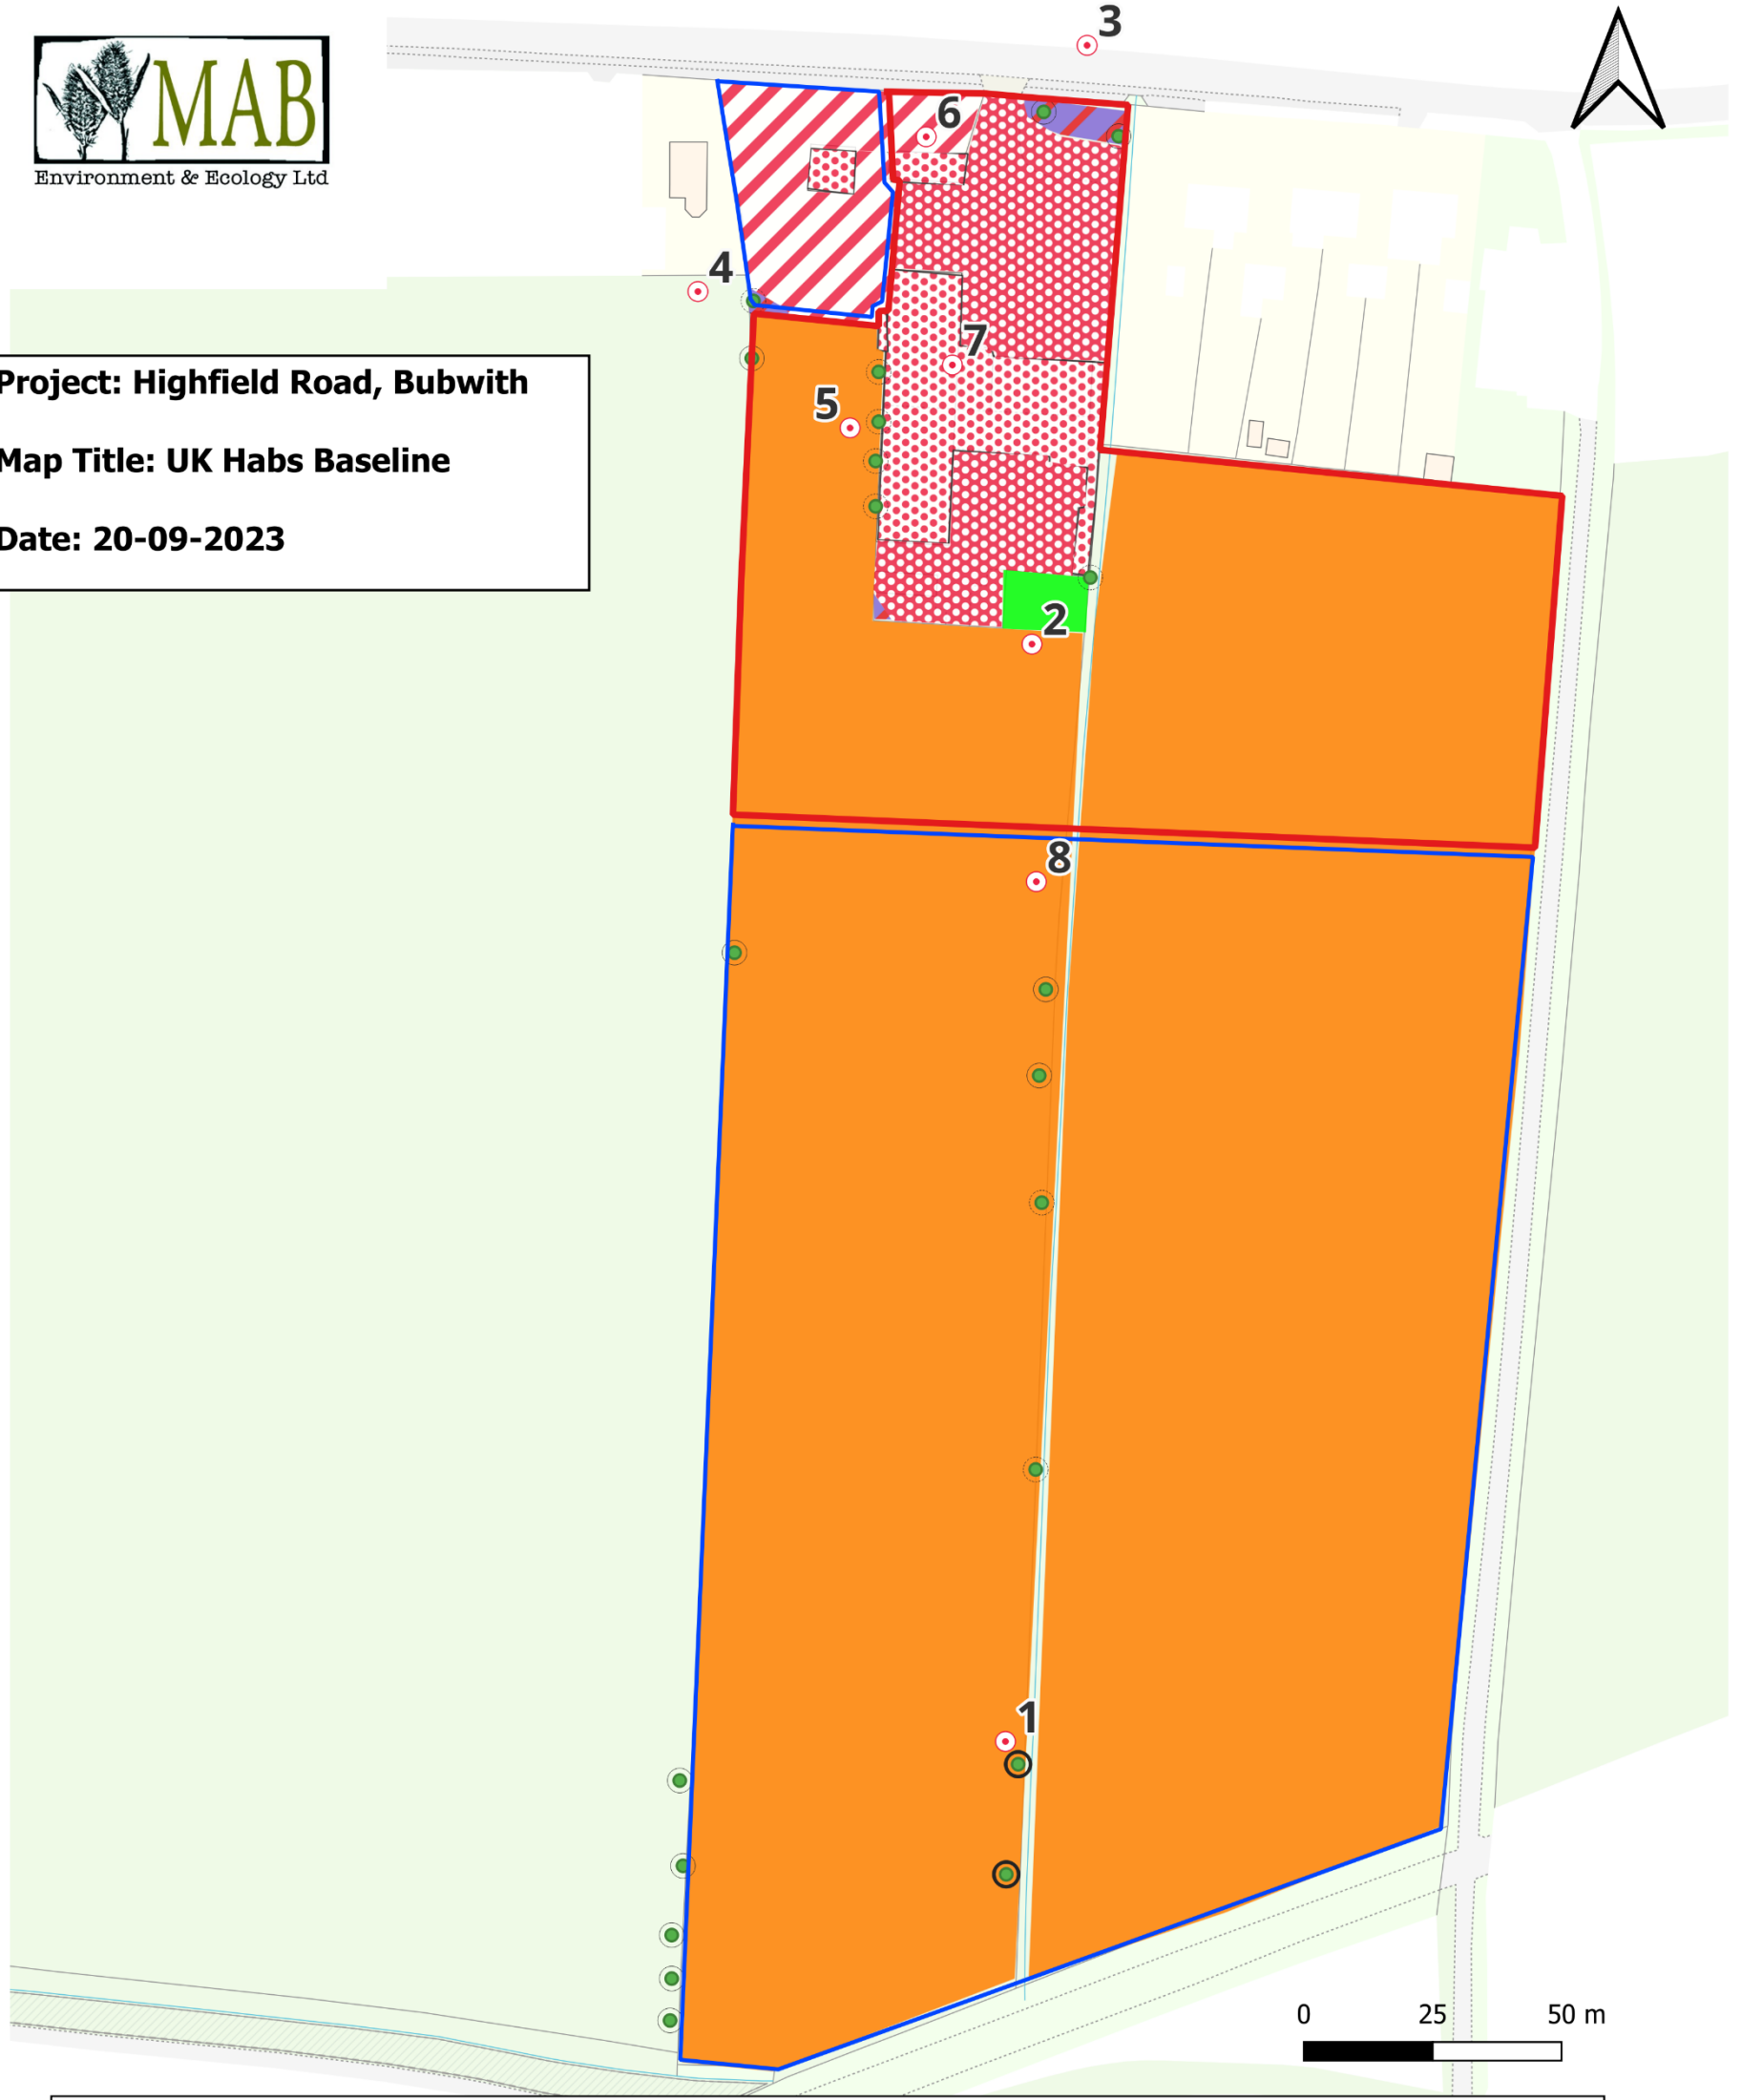 MAB
Environment & Ecology Ltd
3
6
4
Project: Highfield Road, Bubwith
Map Title: UK Habs Baseline
Date: 20-09-2023
7
5
2
8
1
0 25 50 m